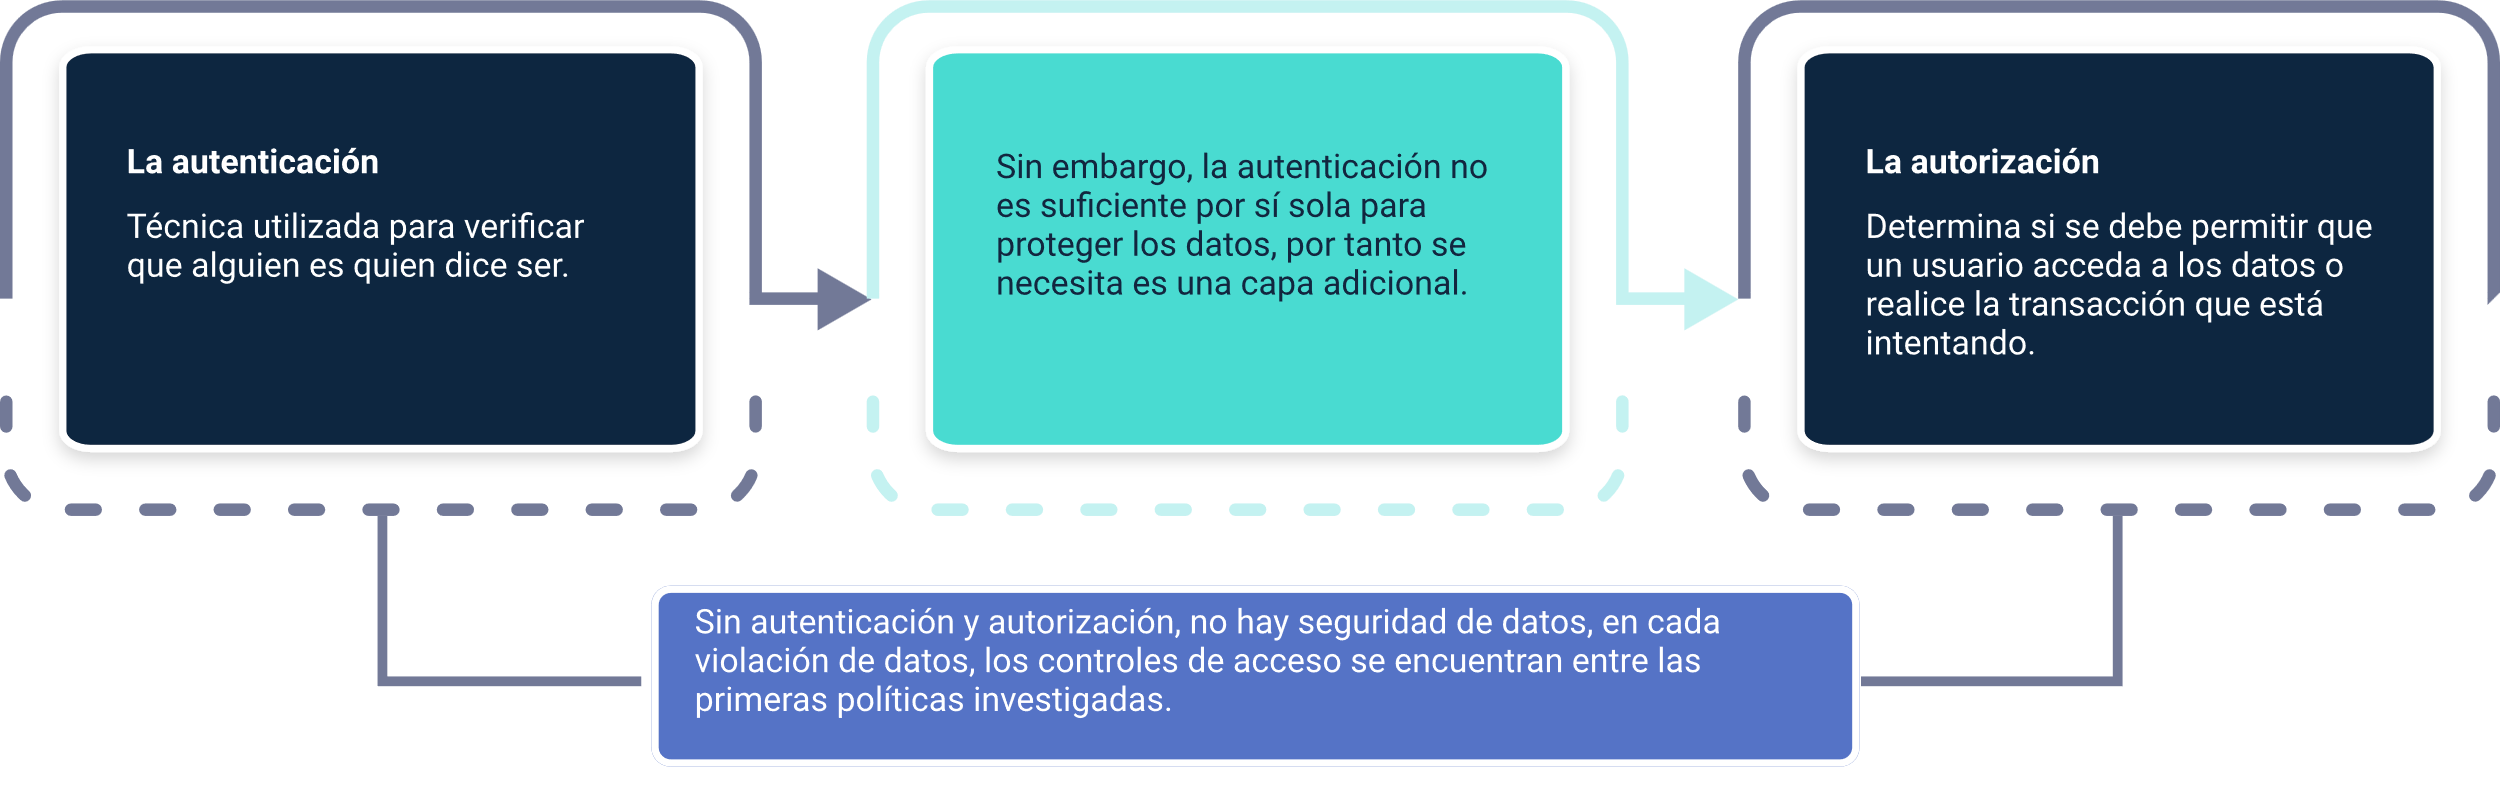 La autenticación
Técnica utilizada para verificar
que alguien es quien dice ser.
Sin embargo, la autenticación no
es suficiente por sí sola para
proteger los datos, por tanto se
necesita es una capa adicional.
La autorización
Determina si se debe permitir que
un usuario acceda a los datos o
realice la transacción que está
intentando.
Sin autenticación y autorización, no hay seguridad de datos, en cada
violación de datos, los controles de acceso se encuentran entre las
primeras políticas investigadas.